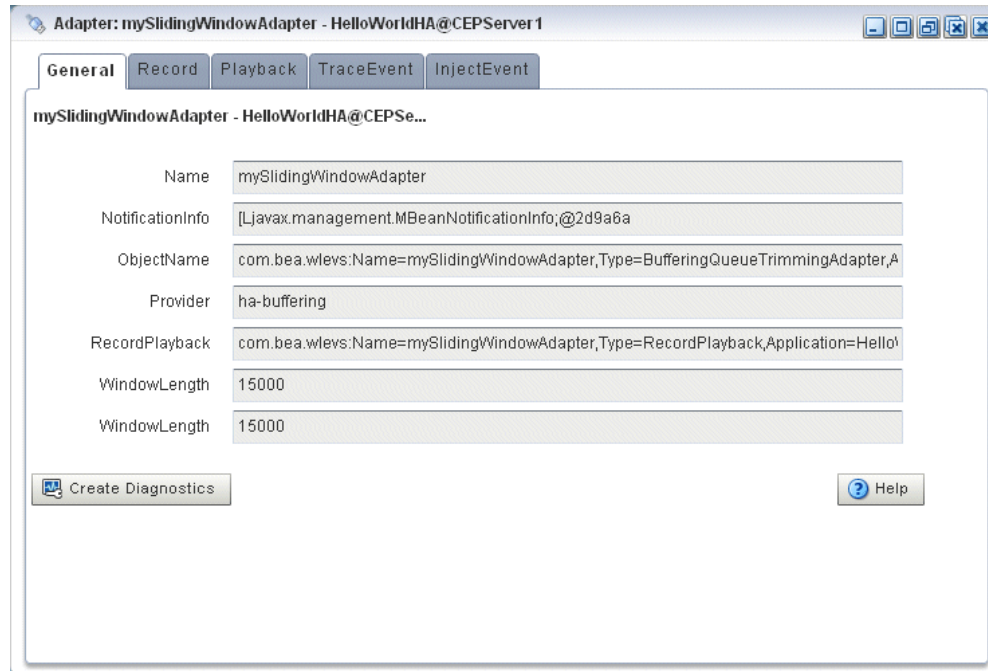 Adapter: mySlidingWindowAdapter - HelloWorldHA@CEPServer1
General Record Playback TraceEvent InjectEvent
mySlidingWindowAdapter - HelloWorldHA@CEPSe...
Name mySlidingWindowAdapter
NotificationInfo [Ljavax.management.MBeanNotificationInfo;@2d9a6a
ObjectName com.bea.wlevs:Name=mySlidingWindowAdapter,Type=BufferingQueueTrimmingAdapter,A
Provider ha-buffering
RecordPlayback com.bea.wlevs:Name=mySlidingWindowAdapter,Type=RecordPlayback,Application=Hello
WindowLength 15000
WindowLength 15000
Create Diagnostics Help